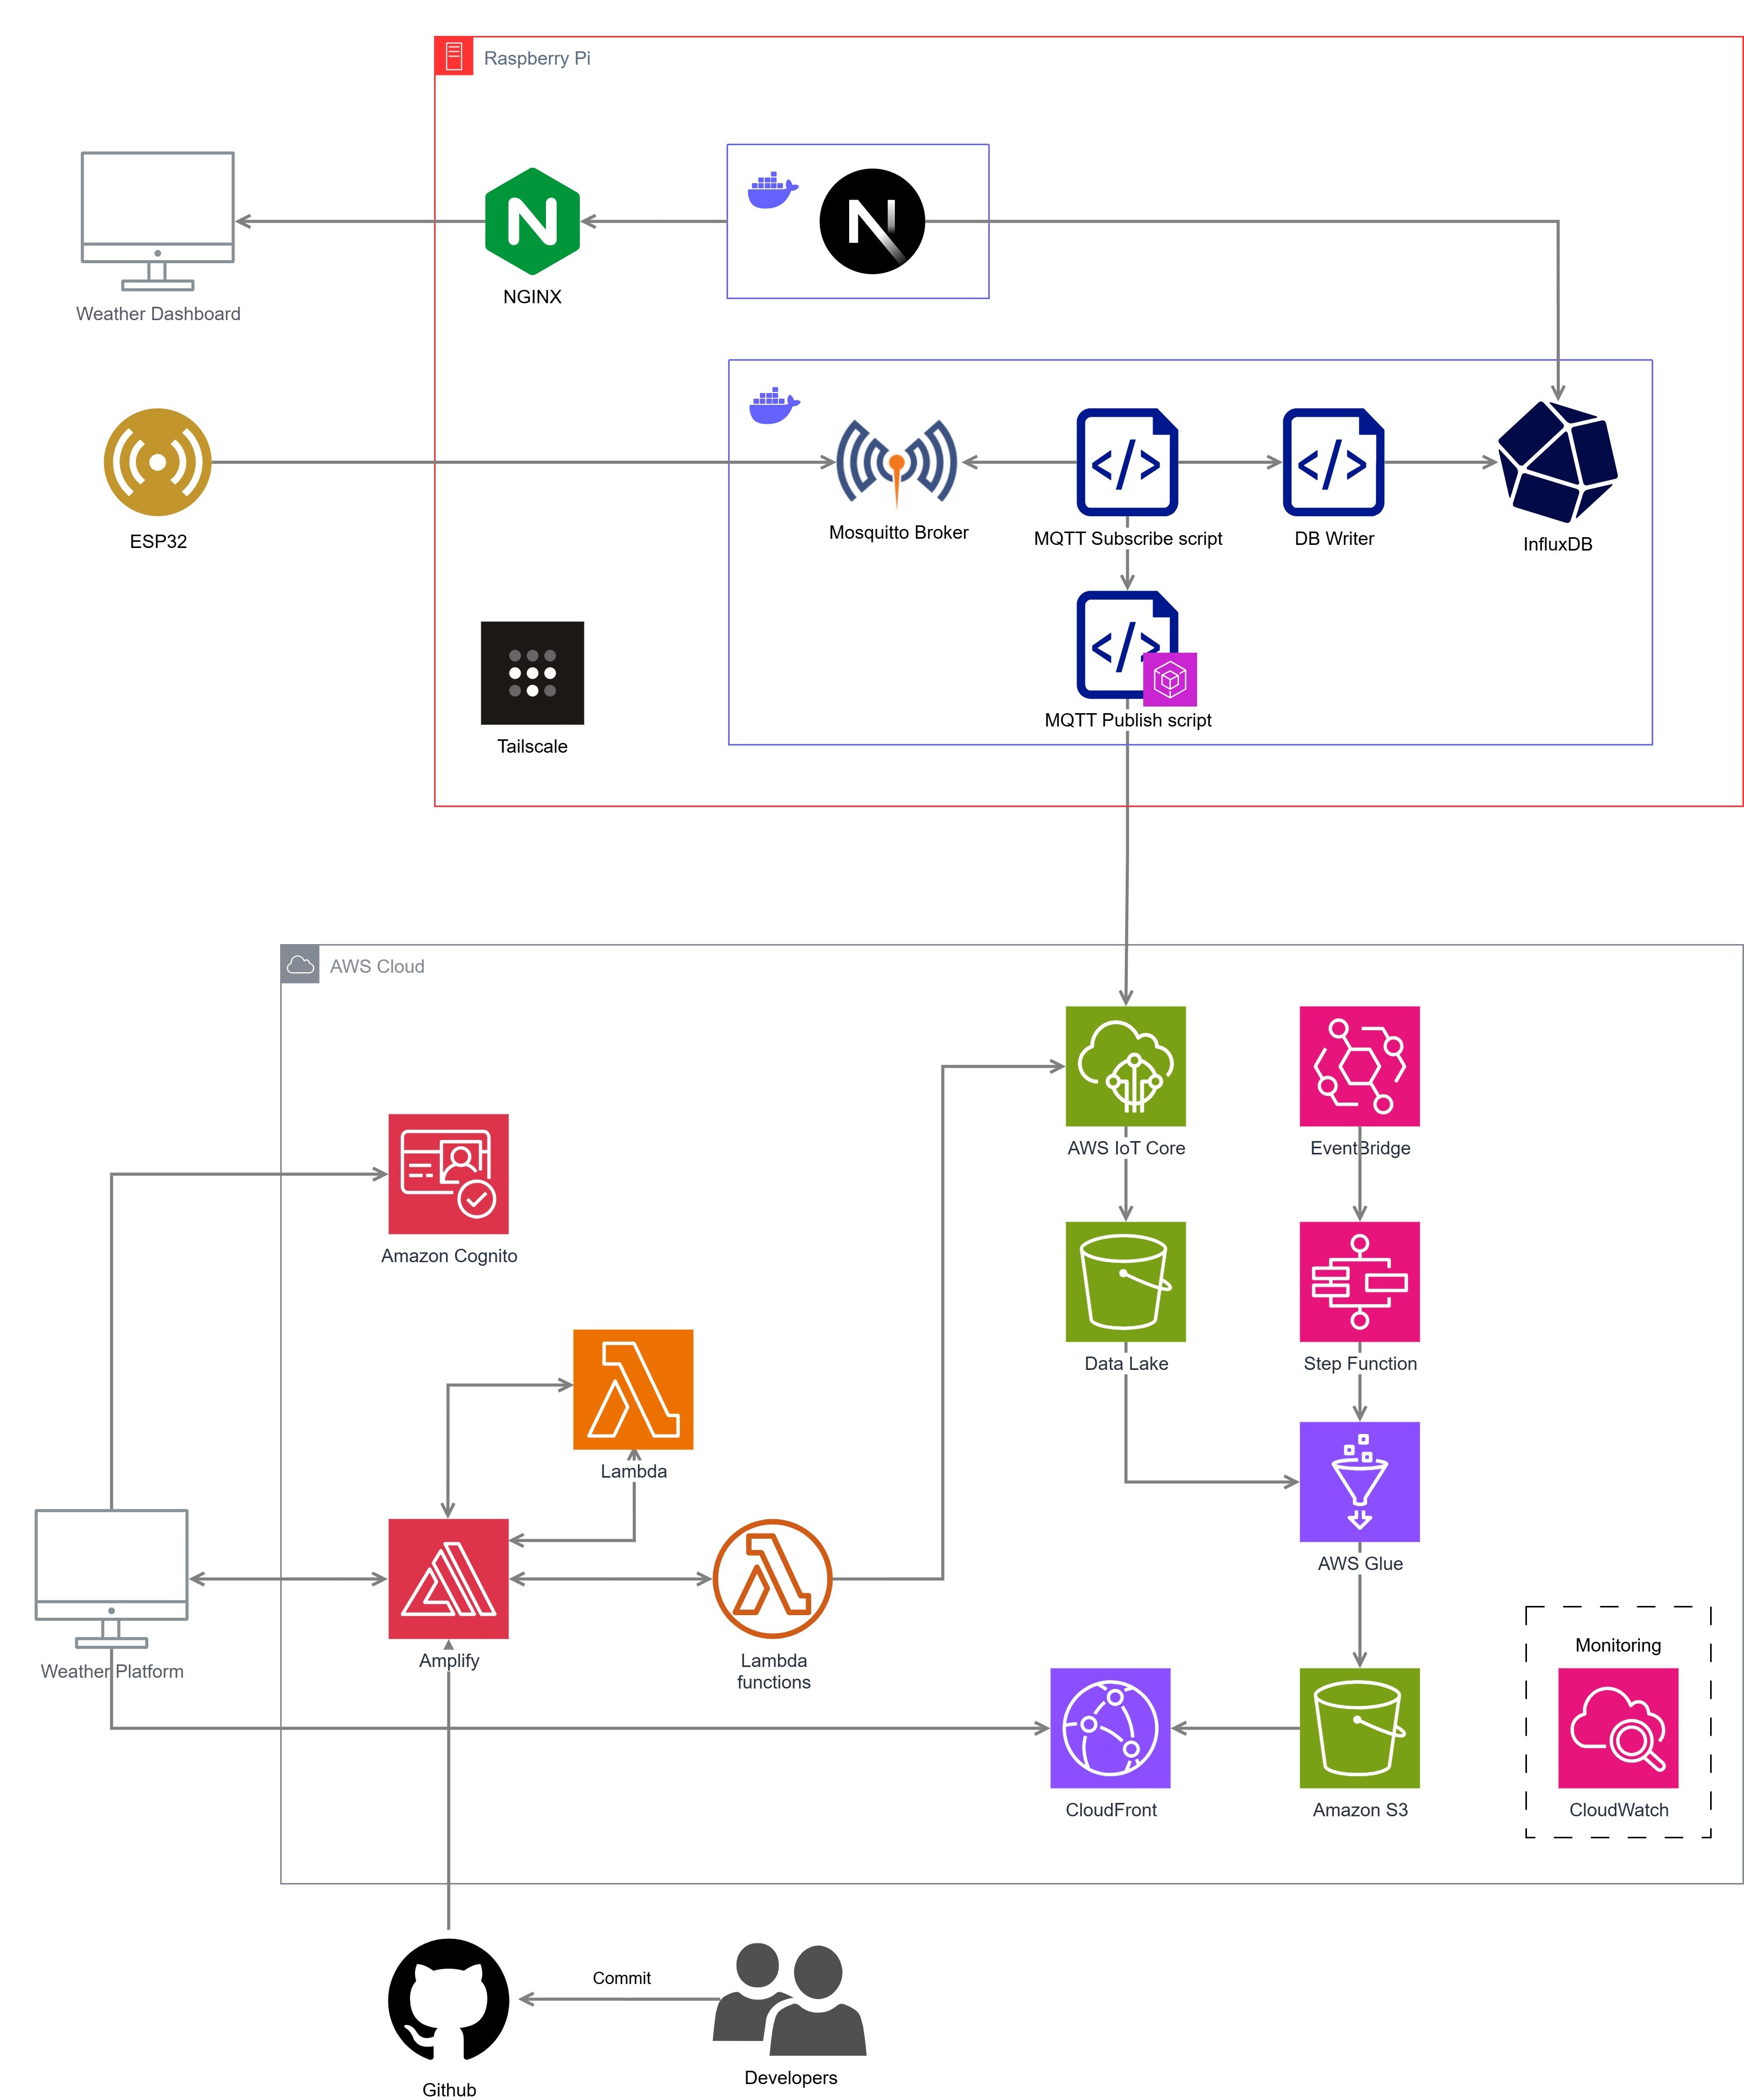 Raspberry Pi
Weather Dashboard
NGINX
ESP32
Mosquitto Broker
MQTT Subscribe script
DB Writer
InfluxDB
MQTT Publish script
Tailscale
AWS Cloud
AWS IoT Core
EventBridge
Amazon Cognito
Data Lake
Step Function
Lambda
AWS Glue
Weather Platform
Amplify
Lambda
functions
Monitoring
CloudFront
Amazon S3
CloudWatch
Commit
Github
Developers